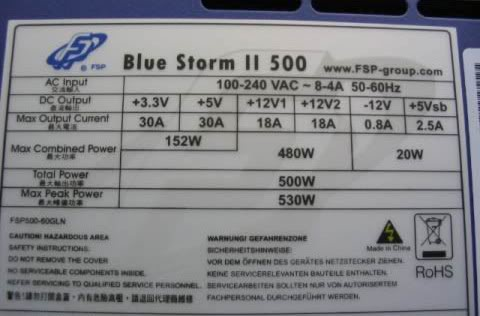 FSP
Blue Storm II 500 www.FSP-group.com
AC Input 100-240 VAC ~ 8-4A 50-60Hz
交流輸入
DC Output +3.3V +5V +12V1 +12V2 -12V +5Vsb
直流輸出
Max Output Current 30A 30A 18A 18A 0.8A 2.5A
最大電流
Max Combined Power 152W 480W 20W
最大功率
Total Power 500W
最大輸出功率
Max Peak Power 530W
最大峰值功率
FSP500-60GLN
CAUTION! HAZARDOUS AREA
SAFETY INSTRUCTIONS:
DO NOT REMOVE THE COVER
NO SERVICEABLE COMPONENTS INSIDE.
REFER SERVICING TO QUALIFIED SERVICE PERSONNEL
警告!請勿打開盒蓋,內有危險高壓,請送回代理商維修
WARNUNG! GEFAHRENZONE
SICHERHEITSHINWEISE:
VOR DEM ÖFFNEN DES GERÄTES NETZSTECKER ZIEHEN.
KEINE SERVICERELEVANTEN BAUTEILE ENTHALTEN.
SERVICEARBEITEN SOLLTEN NUR VON AUTORISIERTEM
FACHPERSONAL DURCHGEFÜHRT WERDEN.
Made in China
RoHS